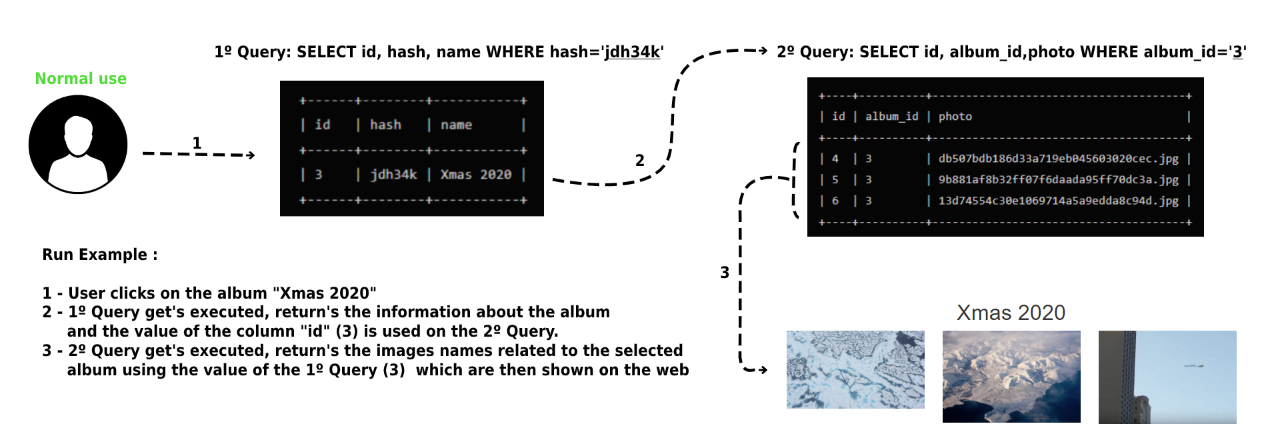 1º Query: SELECT id, hash, name WHERE hash='jdh34k'
2º Query: SELECT id, album_id,photo WHERE album_id='3'
Normal use
1
+------+--------+-----------+
| id | hash | name |
+------+--------+-----------+
| 3 | jdh34k | Xmas 2020 |
+------+--------+-----------+
2
+----+----------+--------------------------------------+
| id | album_id | photo |
+----+----------+--------------------------------------+
| 4 | 3 | db507bdb186d33a719eb045603020cec.jpg |
| 5 | 3 | 9b881af8b32ff07f6daada95ff70dc3a.jpg |
| 6 | 3 | 13d74554c30e1069714a5a9edda8c94d.jpg |
+----+----------+--------------------------------------+
Run Example :
1 - User clicks on the album "Xmas 2020"
2 - 1º Query get's executed, return's the information about the album
and the value of the column "id" (3) is used on the 2º Query.
3 - 2º Query get's executed, return's the images names related to the selected
album using the value of the 1º Query (3) which are then shown on the web
3
Xmas 2020